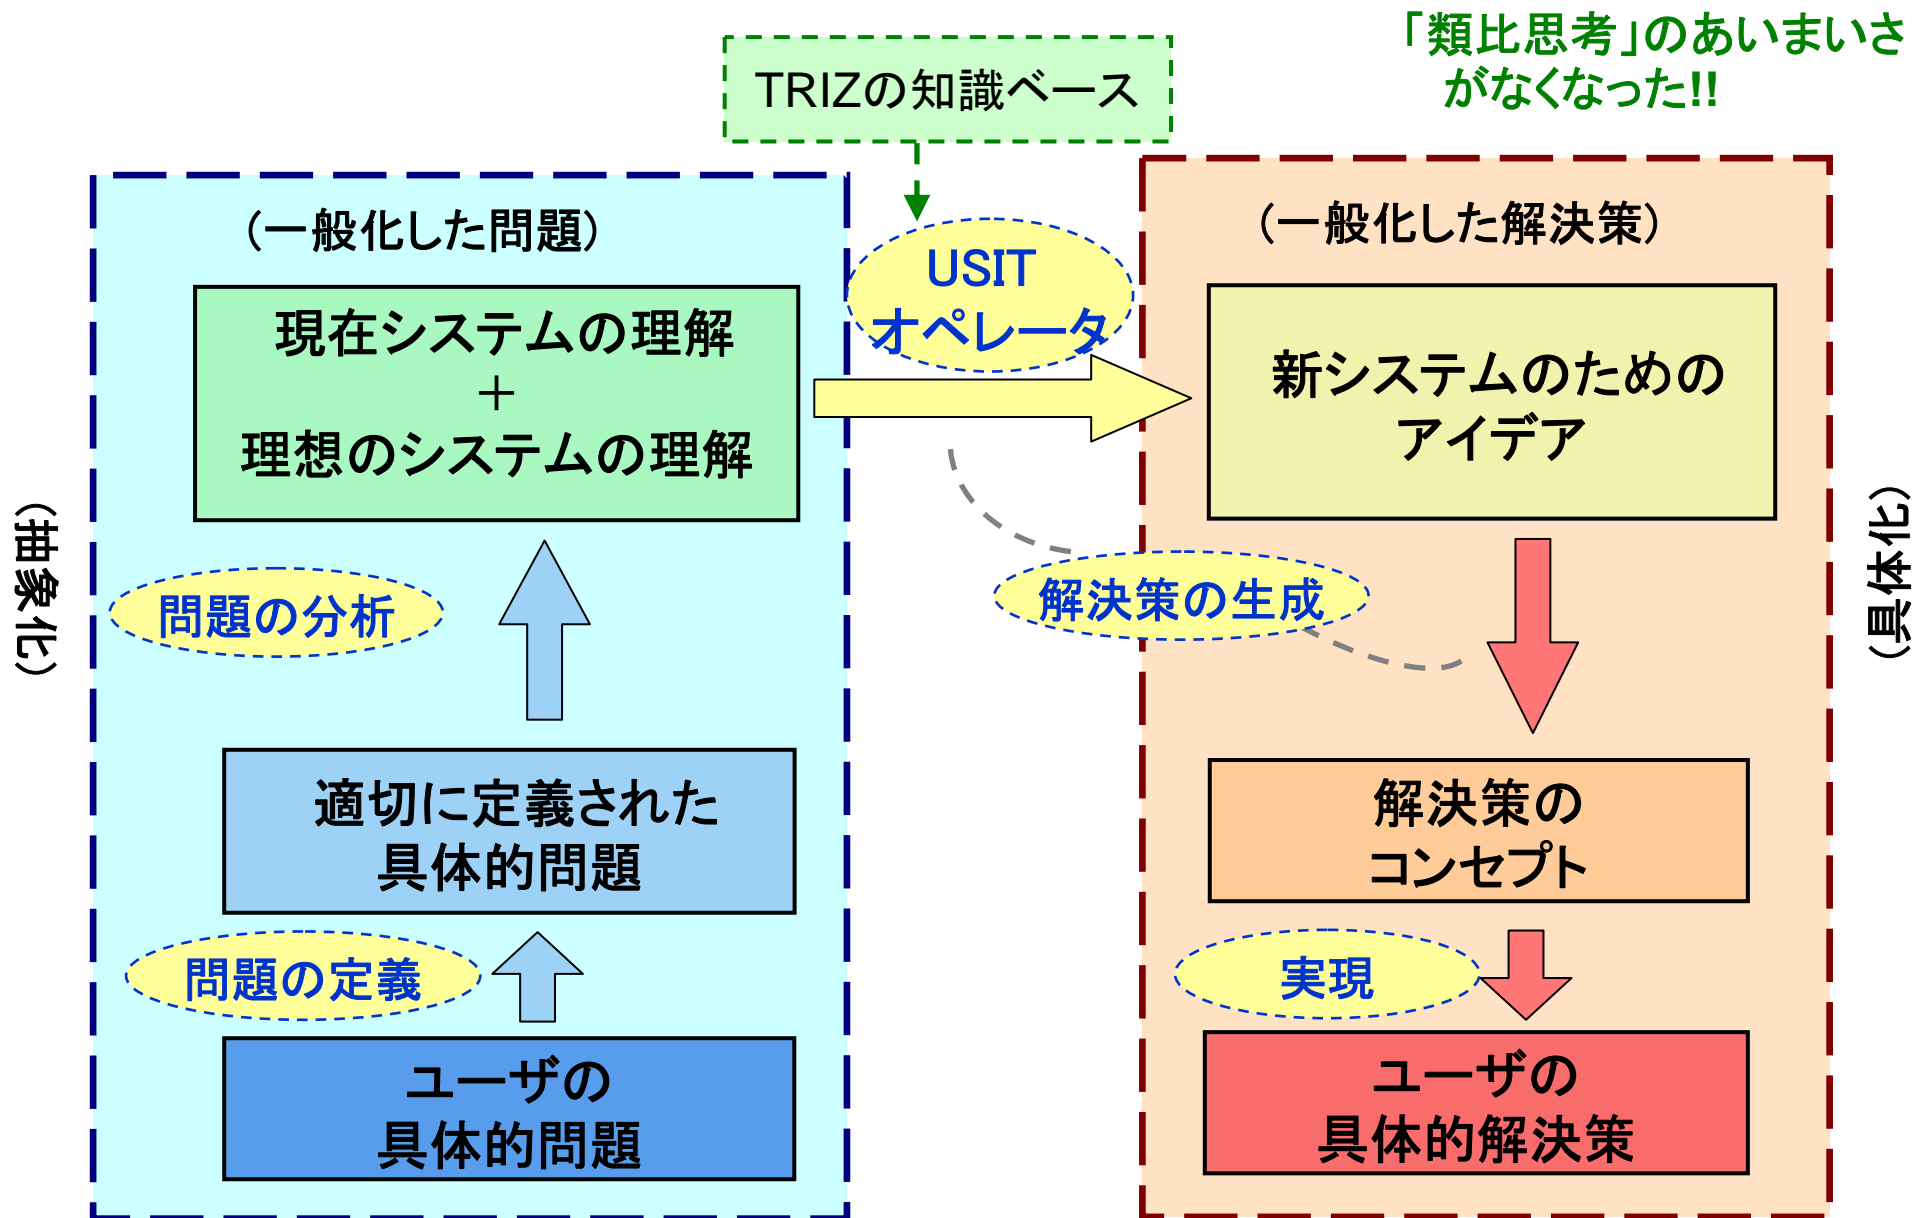 「類比思考」のあいまいさ
がなくなった!!
TRIZの知識ベース
(一般化した問題)
現在システムの理解
+
理想のシステムの理解
USIT
オペレータ
(一般化した解決策)
新システムのための
アイデア
(抽象化)
問題の分析
解決策の生成
(具体化)
適切に定義された
具体的問題
解決策の
コンセプト
問題の定義
実現
ユーザの
具体的問題
ユーザの
具体的解決策